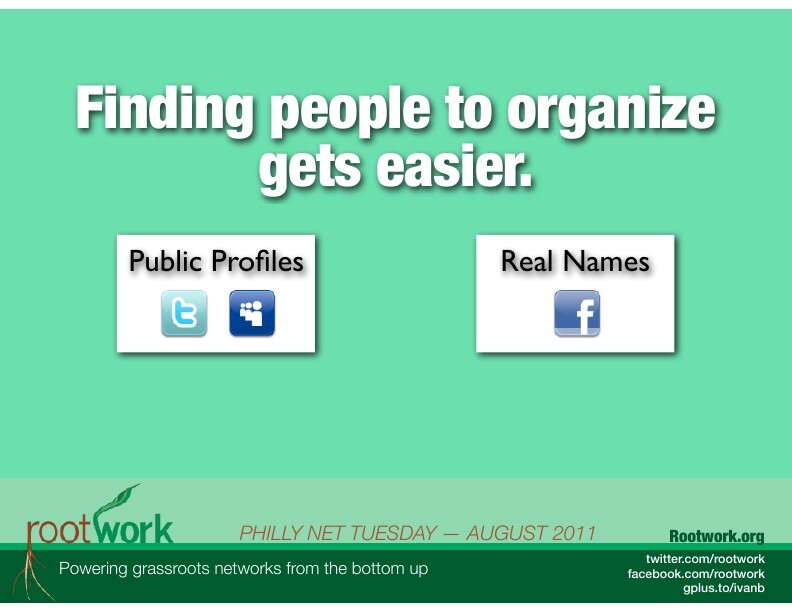 Finding people to organize
gets easier.
Public Profiles
Real Names
rootwork
PHILLY NET TUESDAY — AUGUST 2011
Rootwork.org
Powering grassroots networks from the bottom up
twitter.com/rootwork
facebook.com/rootwork
gplus.to/ivanb